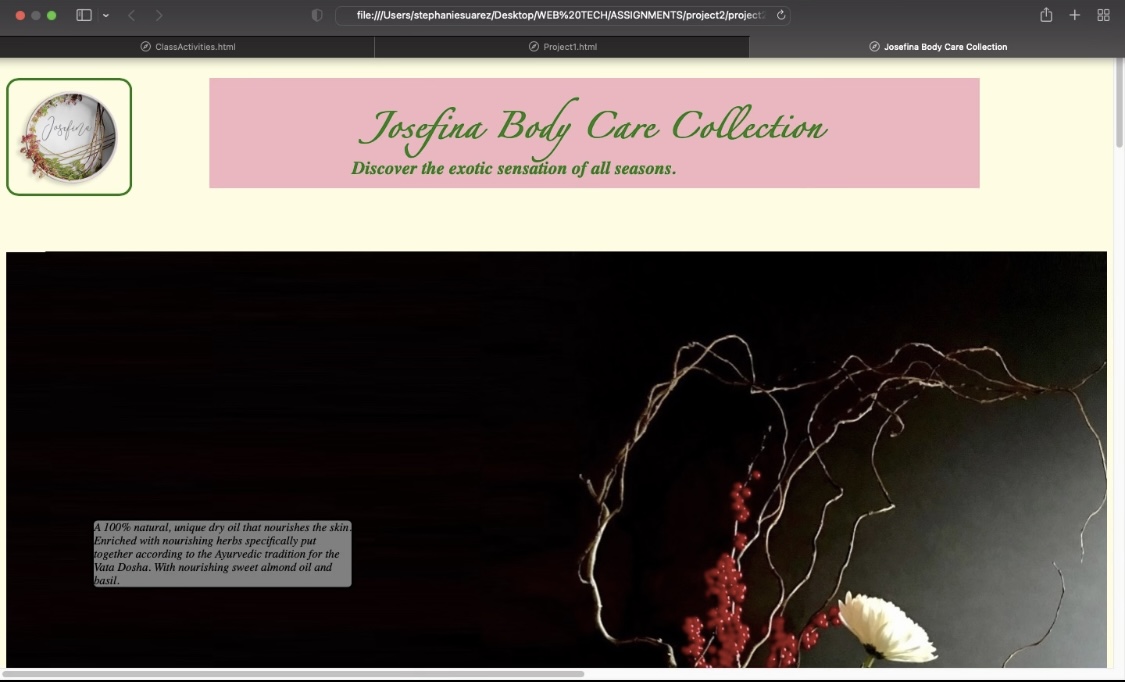 file:///Users/stephaniesuarez/Desktop/WEB%20TECH/ASSIGNMENTS/project2/project2
ClassActivities.html
Project1.html
Josefina Body Care Collection
Josefina
Josefina Body Care Collection
Discover the exotic sensation of all seasons.
A 100% natural, unique dry oil that nourishes the skin.
Enriched with nourishing herbs specifically put
together according to the Ayurvedic tradition for the
Vata Dosha. With nourishing sweet almond oil and
basil.